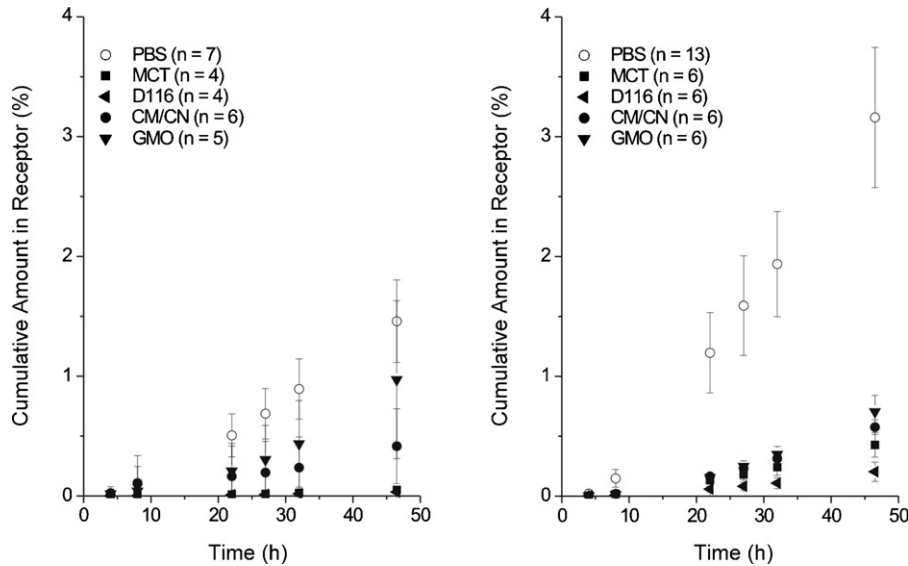 4
3
2
1
0
Cumulative Amount in Receptor (%)
PBS (n = 7)
MCT (n = 4)
D116 (n = 4)
CM/CN (n = 6)
GMO (n = 5)
0 10 20 30 40 50
Time (h)
4
3
2
1
0
Cumulative Amount in Receptor (%)
PBS (n = 13)
MCT (n = 6)
D116 (n = 6)
CM/CN (n = 6)
GMO (n = 6)
0 10 20 30 40 50
Time (h)